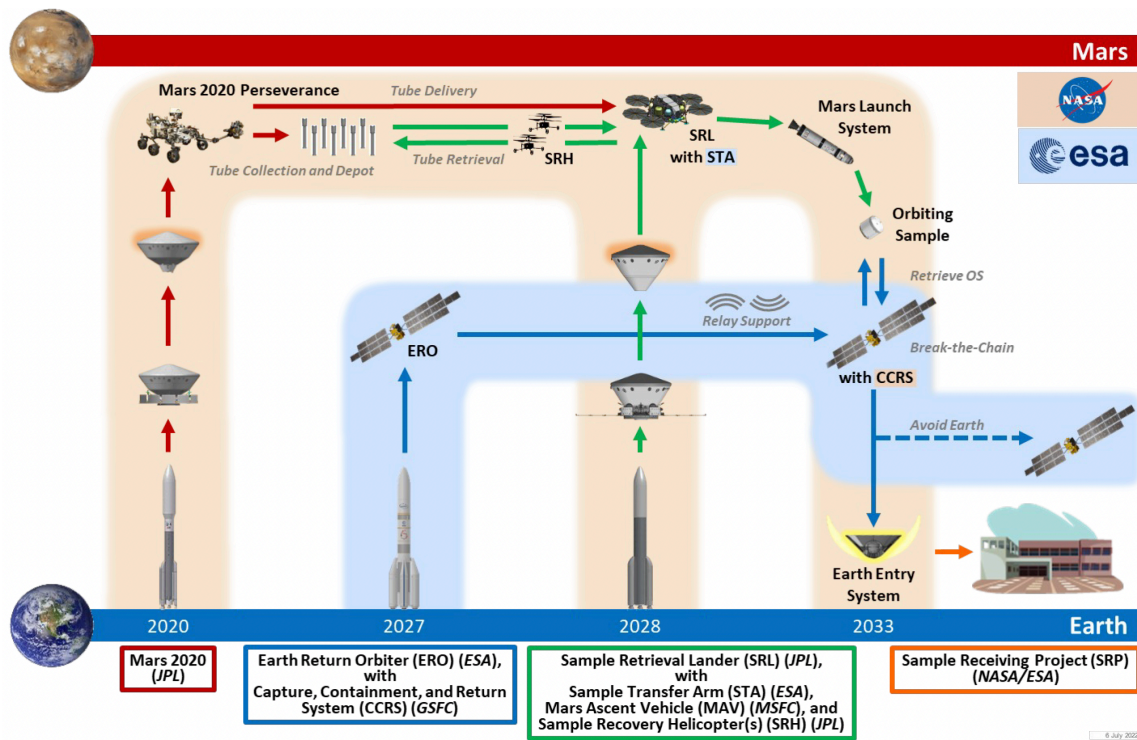 Mars
Mars 2020 Perseverance
Tube Delivery
Tube Retrieval
Tube Collection and Depot
SRH
SRL
with STA
Mars Launch
System
NASA
esa
Orbiting
Sample
Retrieve OS
Relay Support
ERO
Break-the-Chain
with CCRS
Avoid Earth
Earth Entry
System
2020
2027
2028
2033
Earth
Mars 2020
(JPL)
Earth Return Orbiter (ERO) (ESA),
with
Capture, Containment, and Return
System (CCRS) (GSFC)
Sample Retrieval Lander (SRL) (JPL),
with
Sample Transfer Arm (STA) (ESA),
Mars Ascent Vehicle (MAV) (MSFC), and
Sample Recovery Helicopter(s) (SRH) (JPL)
Sample Receiving Project (SRP)
(NASA/ESA)